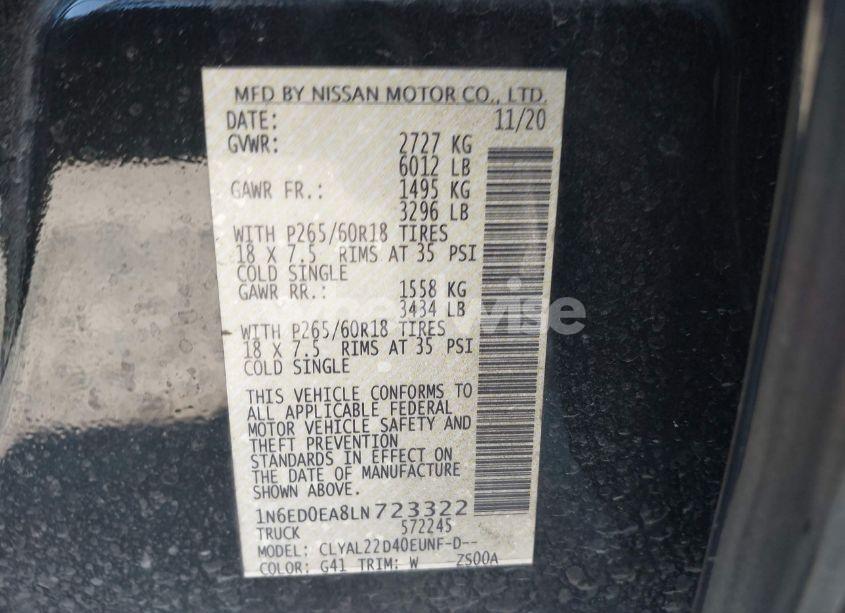 MFD BY NISSAN MOTOR CO., LTD.
DATE: 11/20
GVWR: 2727 KG
6012 LB
GAWR FR.: 1495 KG
3296 LB
WITH P265/60R18 TIRES
18 X 7.5 RIMS AT 35 PSI
COLD SINGLE
GAWR RR.: 1558 KG
3434 LB
WITH P265/60R18 TIRES
18 X 7.5 RIMS AT 35 PSI
COLD SINGLE
THIS VEHICLE CONFORMS TO
ALL APPLICABLE FEDERAL
MOTOR VEHICLE SAFETY AND
THEFT PREVENTION
STANDARDS IN EFFECT ON
THE DATE OF MANUFACTURE
SHOWN ABOVE.
1N6ED0EA8LN723322
TRUCK 572245
MODEL: CLYAL22D40EUNF-D--
COLOR: G41 TRIM: W ZS00A